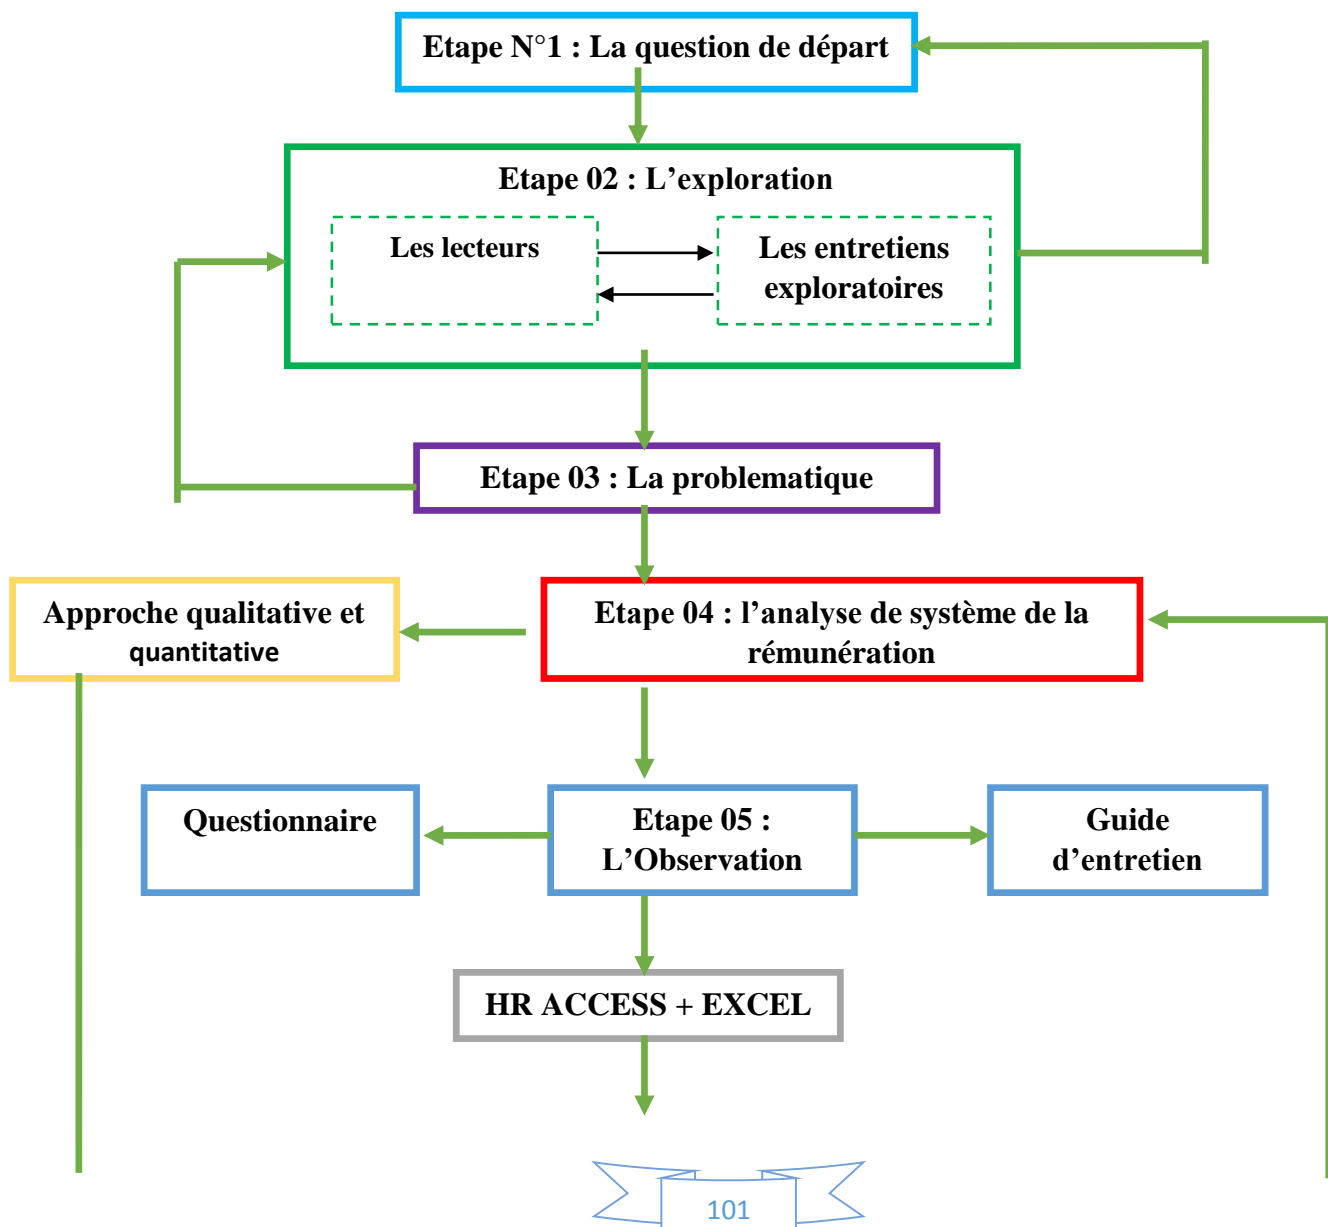 Etape N°1 : La question de départ
Etape 02 : L’exploration
Les lecteurs
Les entretiens
exploratoires
Etape 03 : La problematique
Approche qualitative et
quantitative
Etape 04 : l’analyse de système de la
rémunération
Questionnaire
Etape 05 :
L’Observation
Guide
d’entretien
HR ACCESS + EXCEL
101